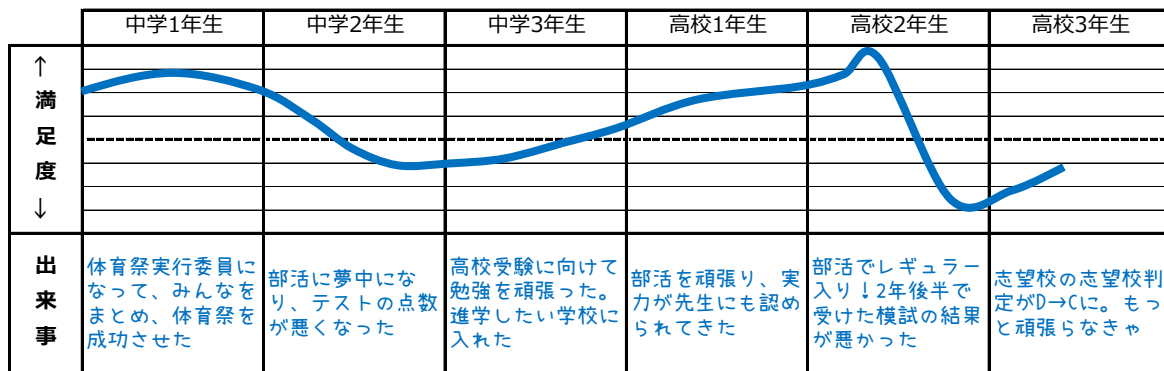 中学1年生
中学2年生
中学3年生
高校1年生
高校2年生
高校3年生
↑満足度↓
出来事
体育祭実行委員に
なって、みんなを
まとめ、体育祭を
成功させた
部活に夢中にな
り、テストの点数
が悪くなった
高校受験に向けて
勉強を頑張った。
進学したい学校に
入れた
部活を頑張り、実
力が先生にも認め
られてきた
部活でレギュラー
入り!2年後半で
受けた模試の結果
が悪かった
志望校の志望校判
定がD→Cに。もっ
と頑張らなきゃ